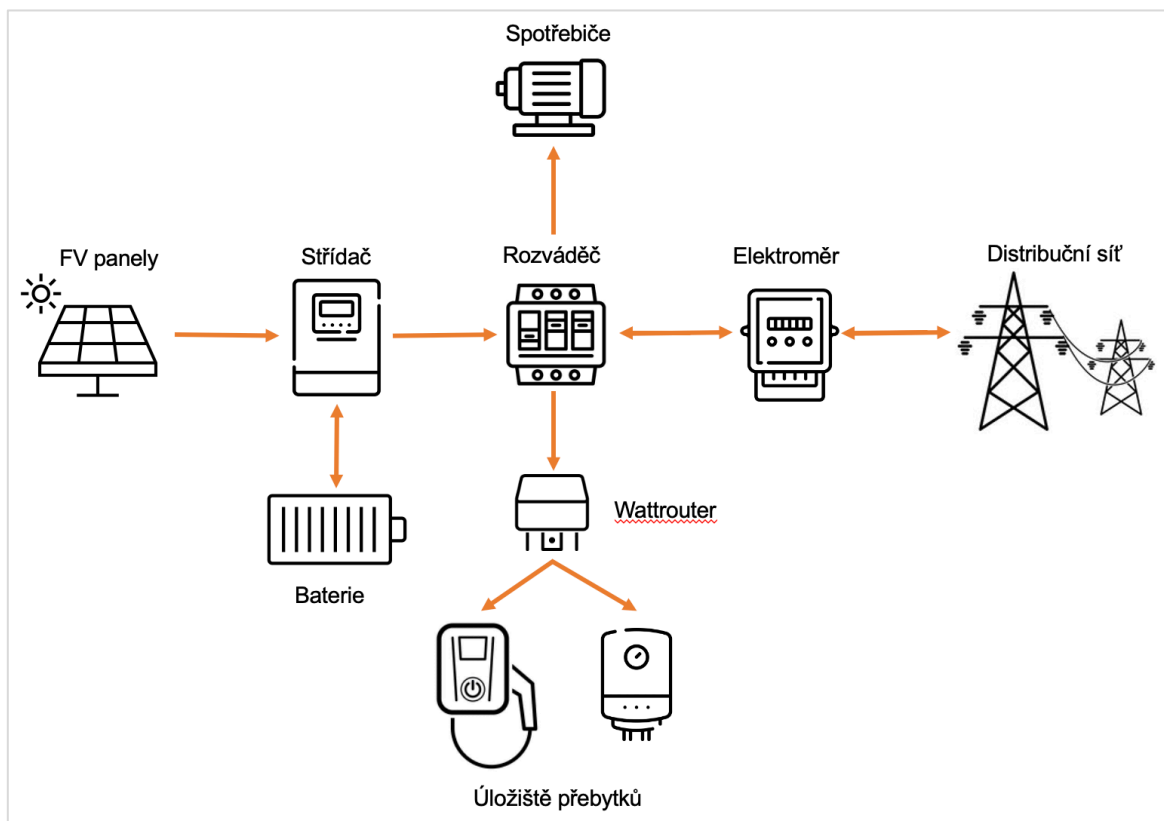 Spotřebiče
FV panely
Střídač
Rozváděč
Elektroměr
Distribuční síť
Wattrouter
Baterie
Úložiště přebytků